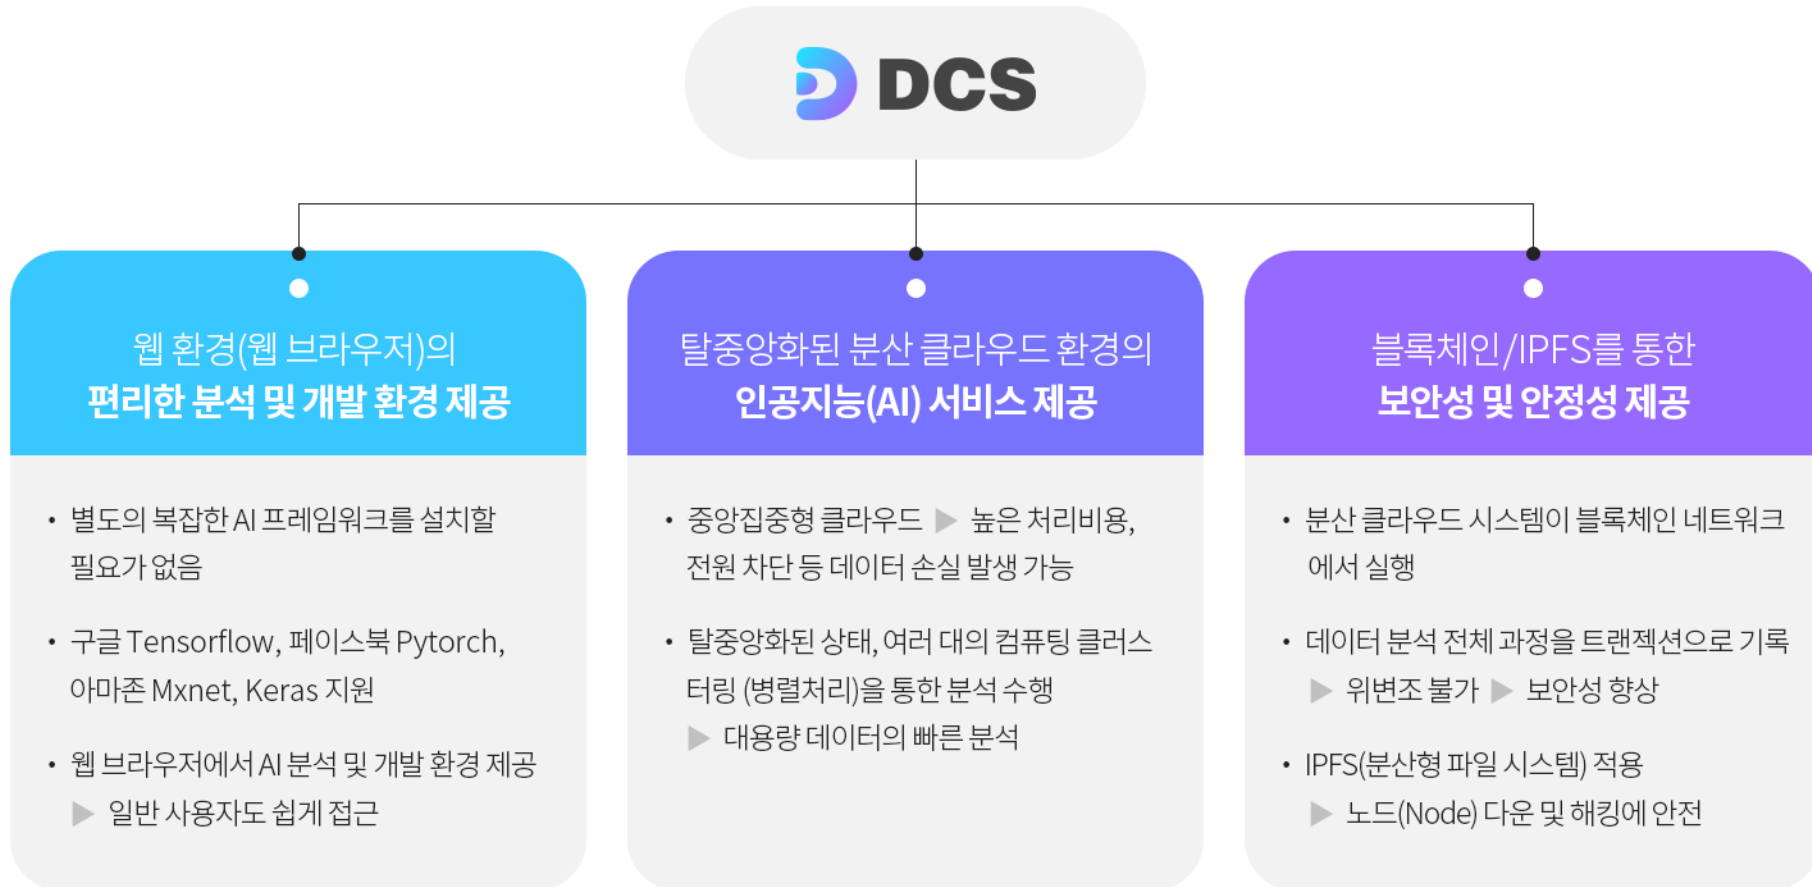 DCS
웹 환경(웹 브라우저)의
편리한 분석 및 개발 환경 제공
• 별도의 복잡한 AI 프레임워크를 설치할
필요가 없음
• 구글 Tensorflow, 페이스북 Pytorch,
아마존 Mxnet, Keras 지원
• 웹 브라우저에서 AI 분석 및 개발 환경 제공
▶ 일반 사용자도 쉽게 접근
탈중앙화된 분산 클라우드 환경의
인공지능(AI) 서비스 제공
• 중앙집중형 클라우드 ▶ 높은 처리비용,
전원 차단 등 데이터 손실 발생 가능
• 탈중앙화된 상태, 여러 대의 컴퓨팅 클러스
터링 (병렬처리)을 통한 분석 수행
▶ 대용량 데이터의 빠른 분석
블록체인/IPFS를 통한
보안성 및 안정성 제공
• 분산 클라우드 시스템이 블록체인 네트워크
에서 실행
• 데이터 분석 전체 과정을 트랜젝션으로 기록
▶ 위변조 불가 ▶ 보안성 향상
• IPFS(분산형 파일 시스템) 적용
▶ 노드(Node) 다운 및 해킹에 안전